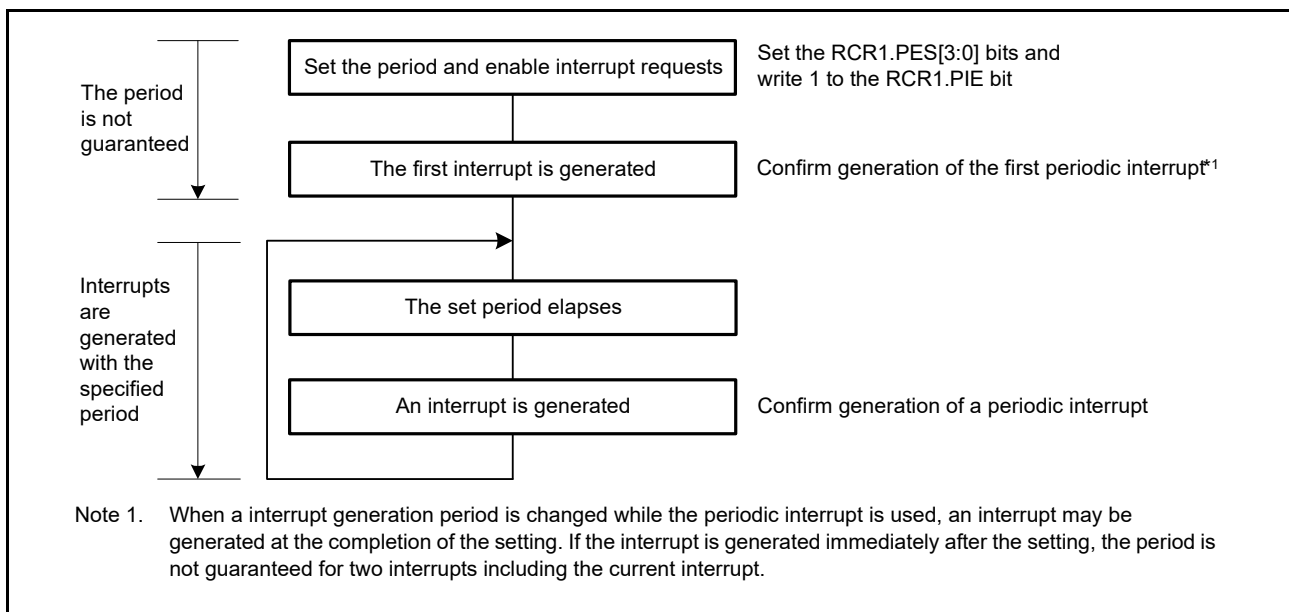 Set the period and enable interrupt requests
Set the RCR1.PES[3:0] bits and
write 1 to the RCR1.PIE bit
The period
is not
guaranteed
The first interrupt is generated
Confirm generation of the first periodic interrupt*1
Interrupts
are
generated
with the
specified
period
The set period elapses
An interrupt is generated
Confirm generation of a periodic interrupt
Note 1. When a interrupt generation period is changed while the periodic interrupt is used, an interrupt may be
generated at the completion of the setting. If the interrupt is generated immediately after the setting, the period is
not guaranteed for two interrupts including the current interrupt.